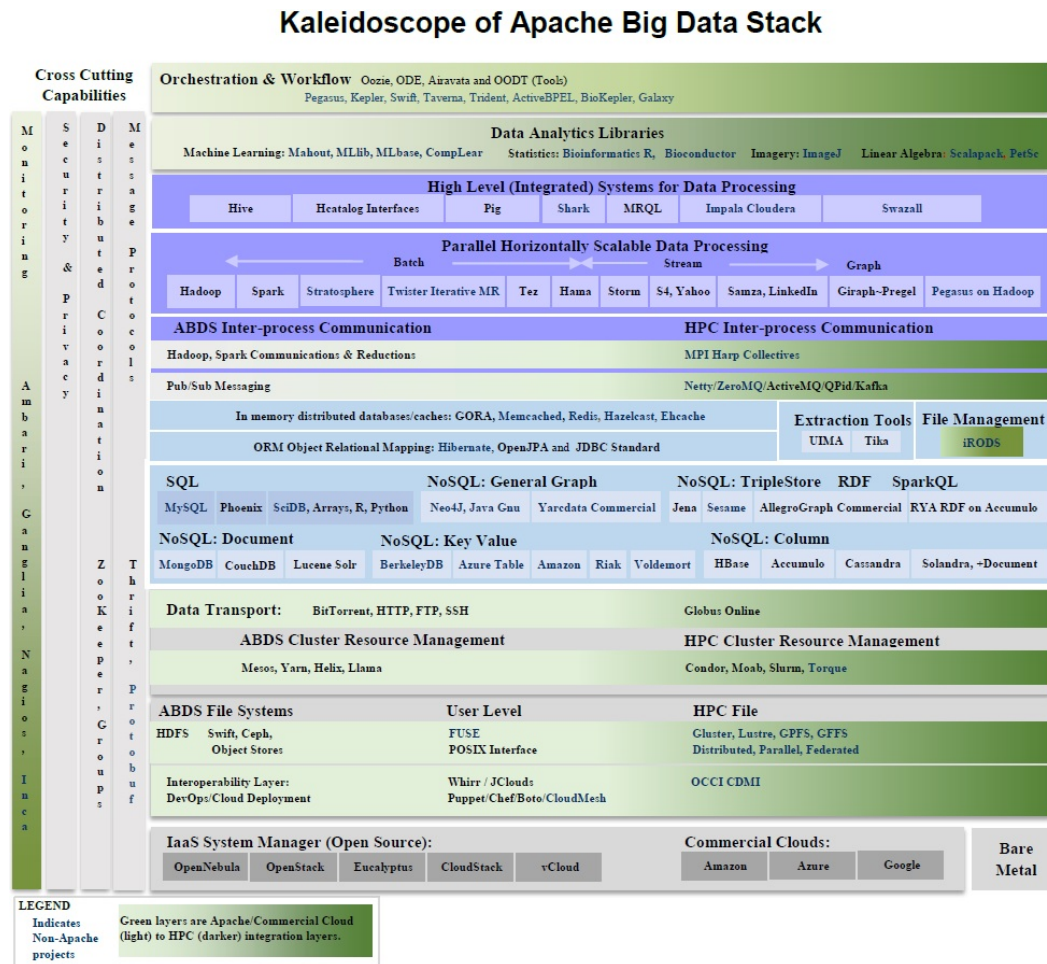 Kaleidoscope of Apache Big Data Stack
Cross Cutting
Capabilities
Monitoring Ambari, Ganglia, Nagios, Inca
Security & Privacy
Distributed Coordination ZooKeeper, JGroups
Message Protocols Thrift, Protobuf
Orchestration & Workflow Oozie, ODE, Airavata and OODT (Tools)
Pegasus, Kepler, Swift, Taverna, Trident, ActiveBPEL, BioKepler, Galaxy
Data Analytics Libraries
Machine Learning: Mahout, MLlib, MLbase, CompLear Statistics: Bioinformatics R, Bioconductor Imagery: ImageJ Linear Algebra: Scalapack, PetSc
High Level (Integrated) Systems for Data Processing
Hive Hcatalog Interfaces Pig Shark MRQL Impala Cloudera Swazall
Parallel Horizontally Scalable Data Processing
Batch Stream Graph
Hadoop Spark Stratosphere Twister Iterative MR Tez Hama Storm S4, Yahoo Samza, LinkedIn Giraph~Pregel Pegasus on Hadoop
ABDS Inter-process Communication HPC Inter-process Communication
Hadoop, Spark Communications & Reductions MPI Harp Collectives
Pub/Sub Messaging Netty/ZeroMQ/ActiveMQ/QPid/Kafka
In memory distributed databases/caches: GORA, Memcached, Redis, Hazelcast, Ehcache
ORM Object Relational Mapping: Hibernate, OpenJPA and JDBC Standard
Extraction Tools
UIMA Tika
File Management
iRODS
SQL NoSQL: General Graph NoSQL: TripleStore RDF SparkQL
MySQL Phoenix SciDB, Arrays, R, Python Neo4J, Java Gnu Yarcdata Commercial Jena Sesame AllegroGraph Commercial RYA RDF on Accumulo
NoSQL: Document NoSQL: Key Value NoSQL: Column
MongoDB CouchDB Lucene Solr BerkeleyDB Azure Table Amazon Riak Voldemort HBase Accumulo Cassandra Solandra, +Document
Data Transport: BitTorrent, HTTP, FTP, SSH Globus Online
ABDS Cluster Resource Management HPC Cluster Resource Management
Mesos, Yarn, Helix, Llama Condor, Moab, Slurm, Torque
ABDS File Systems User Level HPC File
HDFS Swift, Ceph, FUSE Gluster, Lustre, GPFS, GFFS
Object Stores POSIX Interface Distributed, Parallel, Federated
Interoperability Layer: Whirr / JClouds OCCI CDMI
DevOps/Cloud Deployment Puppet/Chef/Boto/CloudMesh
IaaS System Manager (Open Source): Commercial Clouds:
OpenNebula OpenStack Eucalyptus CloudStack vCloud Amazon Azure Google
Bare
Metal
LEGEND
Indicates
Non-Apache
projects
Green layers are Apache/Commercial Cloud
(light) to HPC (darker) integration layers.